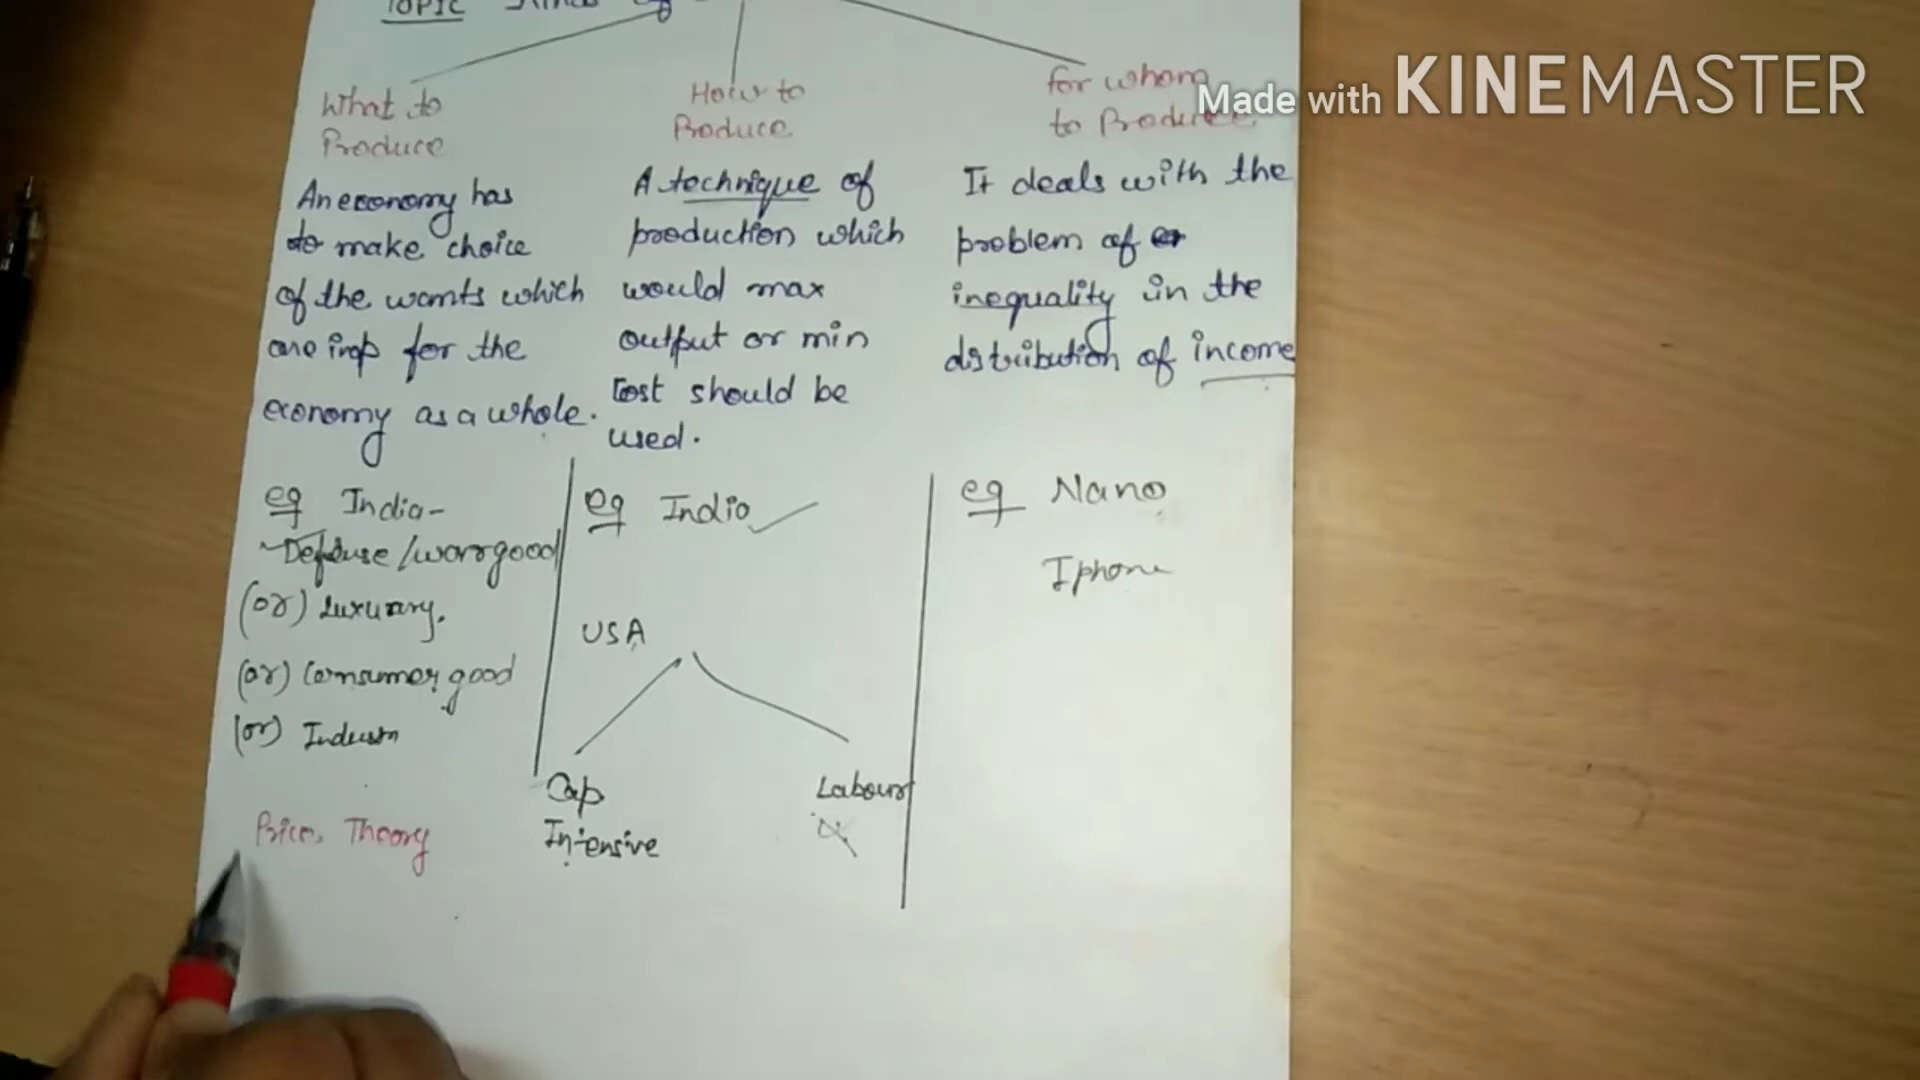 TOPIC
What to
Produce
An economy has
to make choice
of the wants which
are imp for the
economy as a whole.
eg India-
Defense/war good
(or) Luxurary.
(or) Consumer good
(or)
Price Theory
How to
Produce.
A technique of
production which
would max
output or min
cost should be
used.
eg India
USA
Cap
Intensive
Labour
for whom
to Produce
It deals with the
problem of
inequality in the
distribution of income
eg Nano
Iphone
Made with KINEMASTER